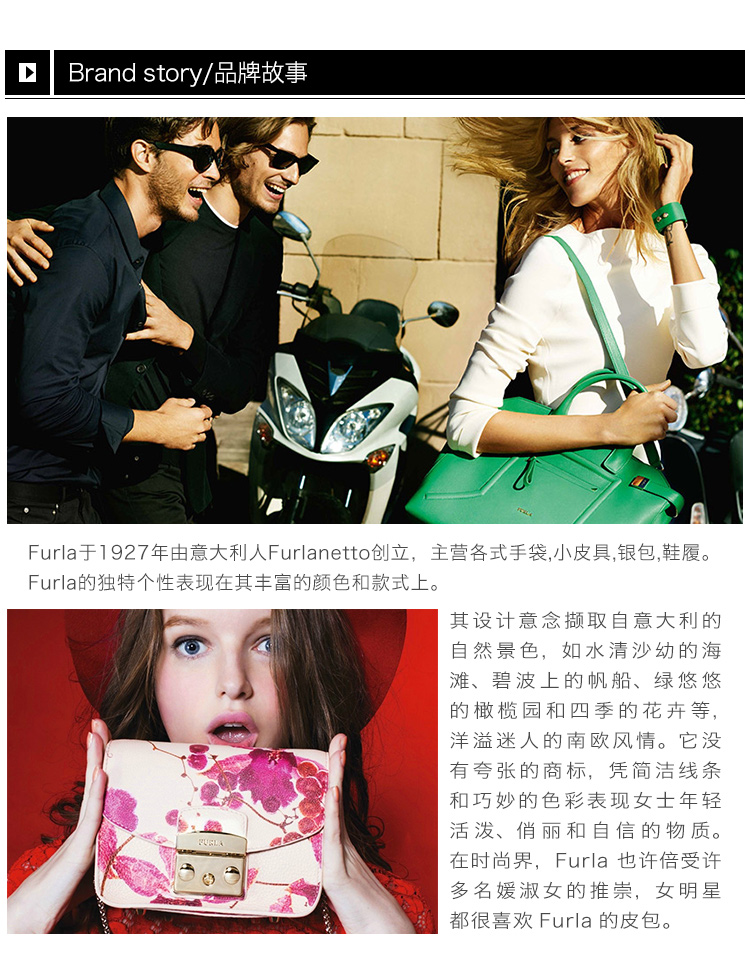 Brand story/品牌故事
FURLA
Furla于1927年由意大利人Furlanetto创立，主营各式手袋,小皮具,银包,鞋履。
Furla的独特个性表现在其丰富的颜色和款式上。
其设计意念撷取自意大利的
自然景色，如水清沙幼的海
滩、碧波上的帆船、绿悠悠
的橄榄园和四季的花卉等,
洋溢迷人的南欧风情。它没
有夸张的商标，凭简洁线条
和巧妙的色彩表现女士年轻
活泼、俏丽和自信的物质。
在时尚界，Furla 也许倍受许
多名媛淑女的推崇，女明星
都很喜欢 Furla 的皮包。
FURLA